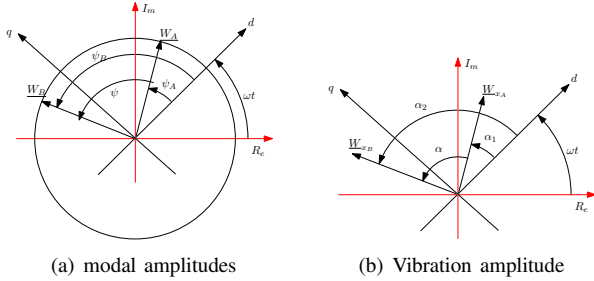 I_m
q
W_A
d
ψ_B
W_B
ψ
ψ_A
ωt
R_e
(a) modal amplitudes
I_m
q
W_{x_A}
d
α_2
W_{x_B}
α
α_1
ωt
R_e
(b) Vibration amplitude